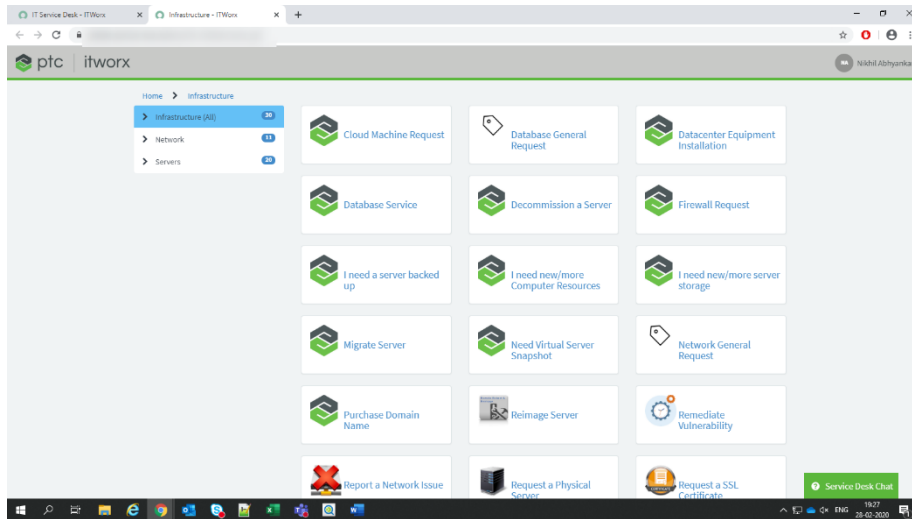 IT Service Desk - ITWorx
Infrastructure - ITWorx
ptc | itworx
NA
Nikhil Abhyanka
Home > Infrastructure
Infrastructure (All) 30
Network 11
Servers 20
Cloud Machine Request
Database General
Request
Datacenter Equipment
Installation
Database Service
Decommission a Server
Firewall Request
I need a server backed
up
I need new/more
Computer Resources
I need new/more server
storage
Migrate Server
Need Virtual Server
Snapshot
Network General
Request
Purchase Domain
Name
Reimage Server
Remediate
Vulnerability
Report a Network Issue
Request a Physical
Server
Request a SSL
Certificate
Service Desk Chat
ENG
19:27
28-02-2020